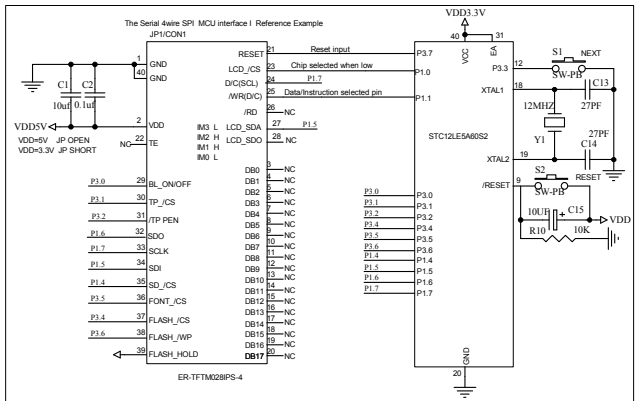 VDD3.3V
The Serial 4wire SPI MCU interface I Reference Example
JP1/CON1
40 31
VCC EA
1 GND
40 GND
C1 C2
10uf 0.1uf
VDD5V
2 VDD
VDD=5V JP OPEN
VDD=3.3V JP SHORT
NC 22 TE
P3.0 29 BL_ON/OFF
P3.1 30 TP_/CS
P3.2 31 /TP PEN
P1.6 32 SDO
P1.7 33 SCLK
P1.5 34 SDI
P1.4 35 SD_/CS
P3.5 36 FONT_/CS
P3.4 37 FLASH_/CS
P3.6 38 FLASH_/WP
39 FLASH_HOLD
IM3 L
IM2 H
IM1 H
IM0 L
RESET 21 Reset input
LCD_/CS 23 Chip selected when low
D/C(SCL) 24 P1.7
/WR(D/C) 25 Data/Instruction selected pin
/RD 26 NC
LCD_SDA 27 P1.5
LCD_SDO 28 NC
DB0 3 NC
DB1 4 NC
DB2 5 NC
DB3 6 NC
DB4 7 NC
DB5 8 NC
DB6 9 NC
DB7 10 NC
DB8 11 NC
DB9 12 NC
DB10 13 NC
DB11 14 NC
DB12 15 NC
DB13 16 NC
DB14 17 NC
DB15 18 NC
DB16 19 NC
DB17 20 NC
ER-TFTM028IPS-4
P3.7
P1.0
P1.1
STC12LE5A60S2
P3.0 P3.0
P3.1 P3.1
P3.2 P3.2
P3.4 P3.4
P3.5 P3.5
P3.6 P3.6
P1.4 P1.4
P1.5 P1.5
P1.6 P1.6
P1.7 P1.7
GND
20
P3.3 12
S1 NEXT
SW-PB
XTAL1 18
C13
12MHZ 27PF
Y1
27PF
C14
XTAL2 19
RESET
S2
/RESET 9
SW-PB
10UF + C15
VDD
R10 10K